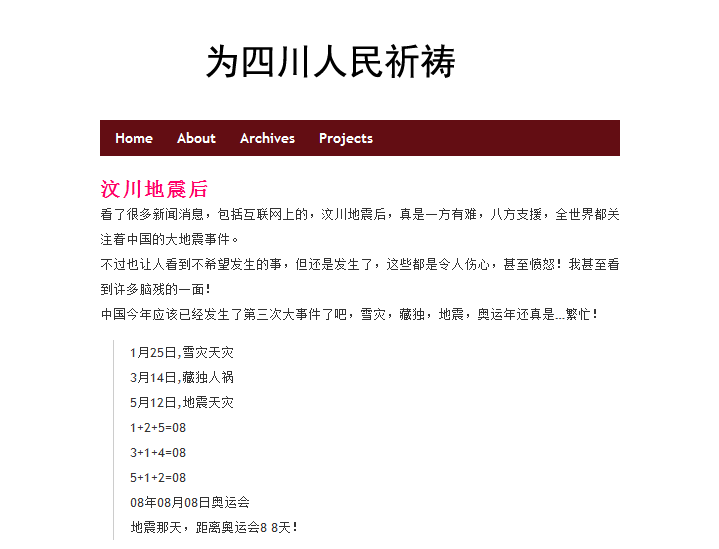 为四川人民祈祷
Home About Archives Projects
汶川地震后
看了很多新闻消息，包括互联网上的，汶川地震后，真是一方有难，八方支援，全世界都关
注着中国的大地震事件。
不过也让人看到不希望发生的事，但还是发生了，这些都是令人伤心，甚至愤怒！我甚至看
到许多脑残的一面！
中国今年应该已经发生了第三次大事件了吧，雪灾，藏独，地震，奥运年还真是...繁忙！
1月25日,雪灾天灾
3月14日,藏独人祸
5月12日,地震天灾
1+2+5=08
3+1+4=08
5+1+2=08
08年08月08日奥运会
地震那天，距离奥运会8 8天！